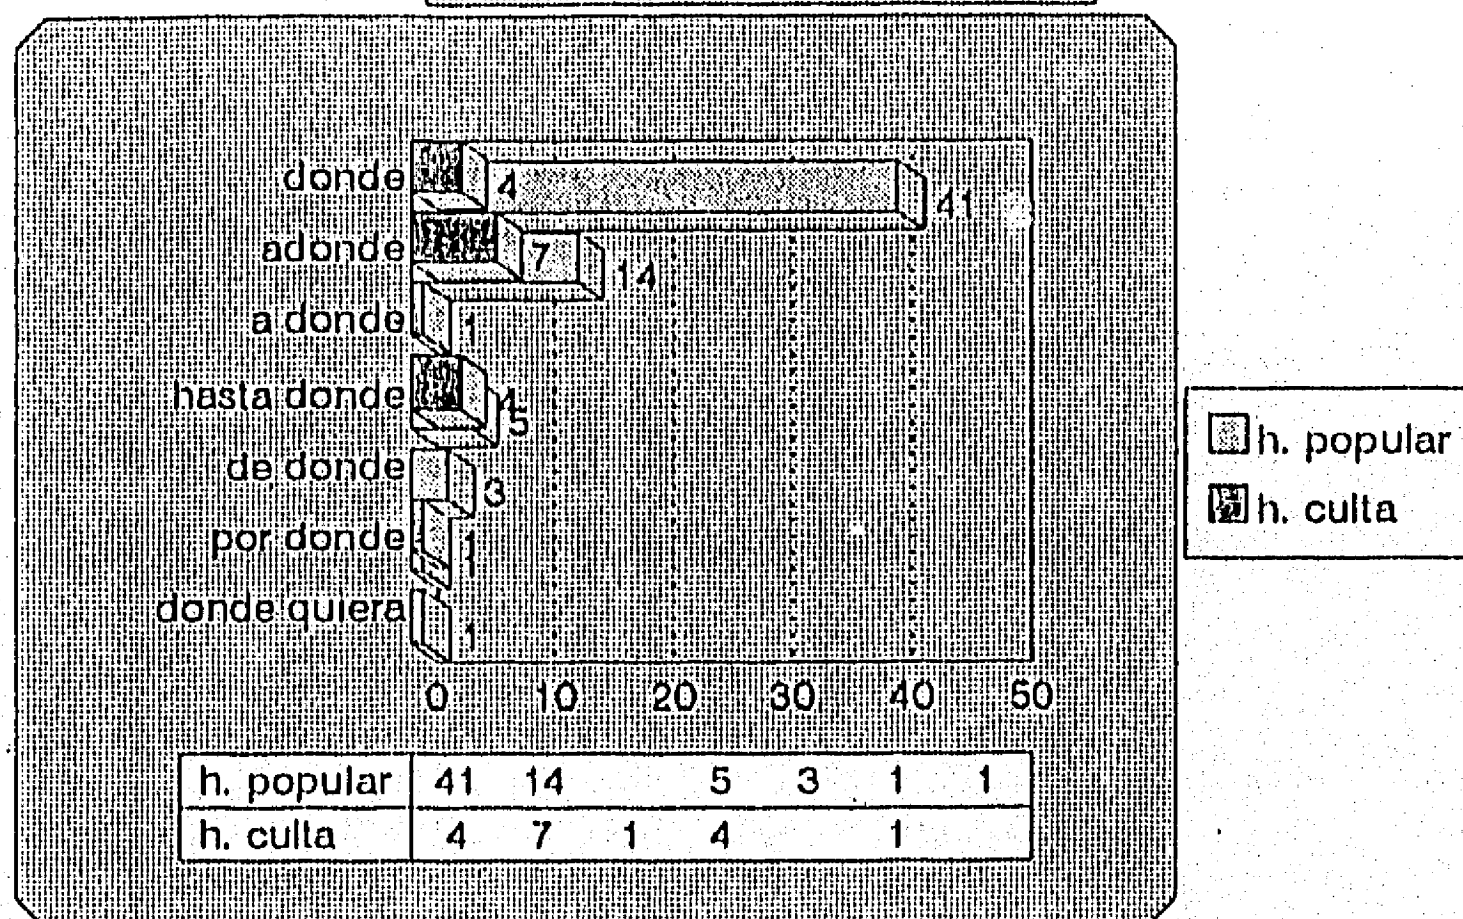 donde 4 41
adonde 7 14
a donde 1
hasta donde 4 5
de donde 3
por donde 1 1
donde quiera 1
0 10 20 30 40 50
h. popular
h. culta
h. popular 41 14 5 3 1 1
h. culta 4 7 1 4 1